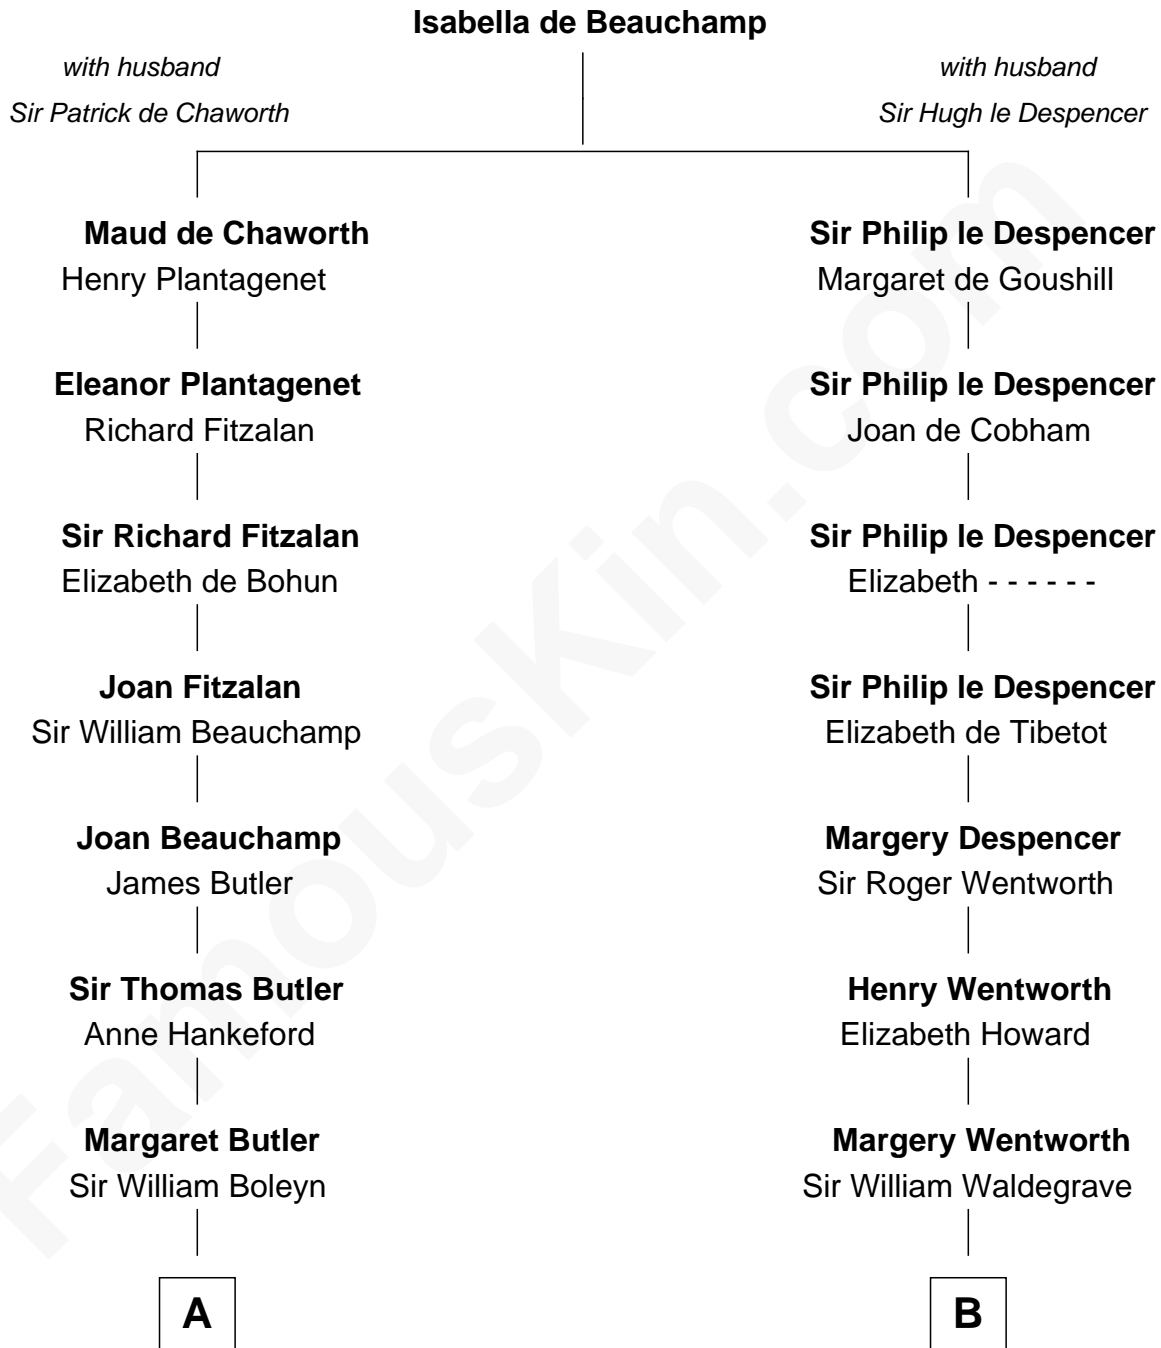 Isabella de Beauchamp
with husband
Sir Patrick de Chaworth
with husband
Sir Hugh le Despencer
Maud de Chaworth
Henry Plantagenet
Sir Philip le Despencer
Margaret de Goushill
Eleanor Plantagenet
Richard Fitzalan
Sir Philip le Despencer
Joan de Cobham
Sir Richard Fitzalan
Elizabeth de Bohun
Sir Philip le Despencer
Elizabeth - - - - - -
Joan Fitzalan
Sir William Beauchamp
Sir Philip le Despencer
Elizabeth de Tibetot
Joan Beauchamp
James Butler
Margery Despencer
Sir Roger Wentworth
Sir Thomas Butler
Anne Hankeford
Henry Wentworth
Elizabeth Howard
Margaret Butler
Sir William Boleyn
Margery Wentworth
Sir William Waldegrave
A
B
FamousKin.com